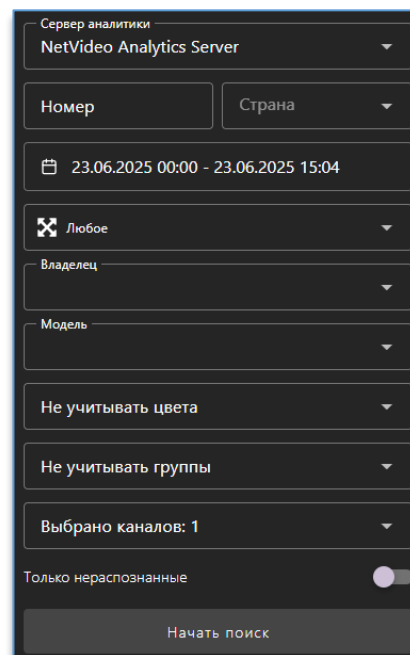 Сервер аналитики
NetVideo Analytics Server
Номер
Страна
23.06.2025 00:00 - 23.06.2025 15:04
Любое
Владелец
Модель
Не учитывать цвета
Не учитывать группы
Выбрано каналов: 1
Только нераспознанные
Начать поиск